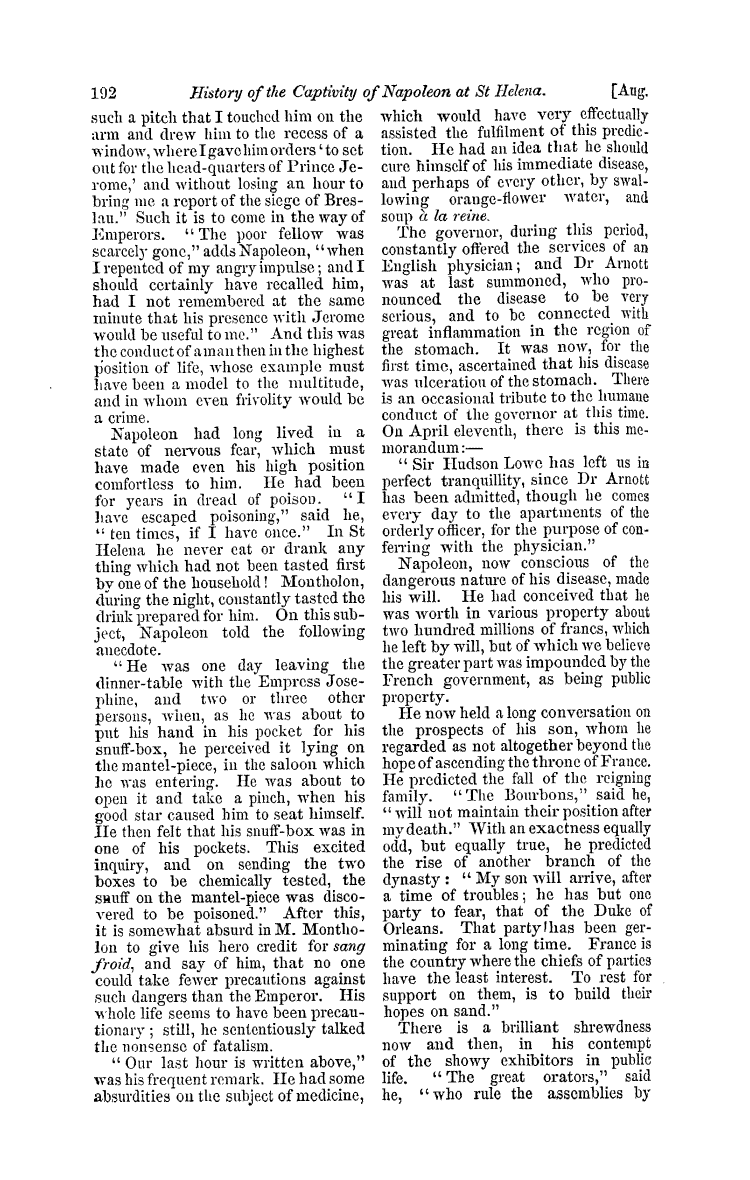 192 History of the Captivity of Napoleon at St Helena. [Aug.
such a pitch that I touched him on the
arm and drew him to the recess of a
window, where I gave him orders ‘to set
out for the head-quarters of Prince Je-
rome,’ and without losing an hour to
bring me a report of the siege of Bres-
lau.” Such it is to come in the way of
Emperors. “The poor fellow was
scarcely gone,” adds Napoleon, “when
I repented of my angry impulse; and I
should certainly have recalled him,
had I not remembered at the same
minute that his presence with Jerome
would be useful to me.” And this was
the conduct of a man then in the highest
position of life, whose example must
have been a model to the multitude,
and in whom even frivolity would be
a crime.
Napoleon had long lived in a
state of nervous fear, which must
have made even his high position
comfortless to him. He had been
for years in dread of poison. “I
have escaped poisoning,” said he,
“ten times, if I have once.” In St
Helena he never eat or drank any
thing which had not been tasted first
by one of the household! Montholon,
during the night, constantly tasted the
drink prepared for him. On this sub-
ject, Napoleon told the following
anecdote.
“He was one day leaving the
dinner-table with the Empress Jose-
phine, and two or three other
persons, when, as he was about to
put his hand in his pocket for his
snuff-box, he perceived it lying on
the mantel-piece, in the saloon which
he was entering. He was about to
open it and take a pinch, when his
good star caused him to seat himself.
He then felt that his snuff-box was in
one of his pockets. This excited
inquiry, and on sending the two
boxes to be chemically tested, the
snuff on the mantel-piece was disco-
vered to be poisoned.” After this,
it is somewhat absurd in M. Montho-
lon to give his hero credit for sang
froid, and say of him, that no one
could take fewer precautions against
such dangers than the Emperor. His
whole life seems to have been precau-
tionary; still, he sententiously talked
the nonsense of fatalism.
“Our last hour is written above,”
was his frequent remark. He had some
absurdities on the subject of medicine,
which would have very effectually
assisted the fulfilment of this predic-
tion. He had an idea that he should
cure himself of his immediate disease,
and perhaps of every other, by swal-
lowing orange-flower water, and
soup à la reine.
The governor, during this period,
constantly offered the services of an
English physician; and Dr Arnott
was at last summoned, who pro-
nounced the disease to be very
serious, and to be connected with
great inflammation in the region of
the stomach. It was now, for the
first time, ascertained that his disease
was ulceration of the stomach. There
is an occasional tribute to the humane
conduct of the governor at this time.
On April eleventh, there is this me-
morandum:—
“Sir Hudson Lowe has left us in
perfect tranquillity, since Dr Arnott
has been admitted, though he comes
every day to the apartments of the
orderly officer, for the purpose of con-
ferring with the physician.”
Napoleon, now conscious of the
dangerous nature of his disease, made
his will. He had conceived that he
was worth in various property about
two hundred millions of francs, which
he left by will, but of which we believe
the greater part was impounded by the
French government, as being public
property.
He now held a long conversation on
the prospects of his son, whom he
regarded as not altogether beyond the
hope of ascending the throne of France.
He predicted the fall of the reigning
family. “The Bourbons,” said he,
“will not maintain their position after
my death.” With an exactness equally
odd, but equally true, he predicted
the rise of another branch of the
dynasty: “My son will arrive, after
a time of troubles; he has but one
party to fear, that of the Duke of
Orleans. That party has been ger-
minating for a long time. France is
the country where the chiefs of parties
have the least interest. To rest for
support on them, is to build their
hopes on sand.”
There is a brilliant shrewdness
now and then, in his contempt
of the showy exhibitors in public
life. “The great orators,” said
he, “who rule the assemblies by